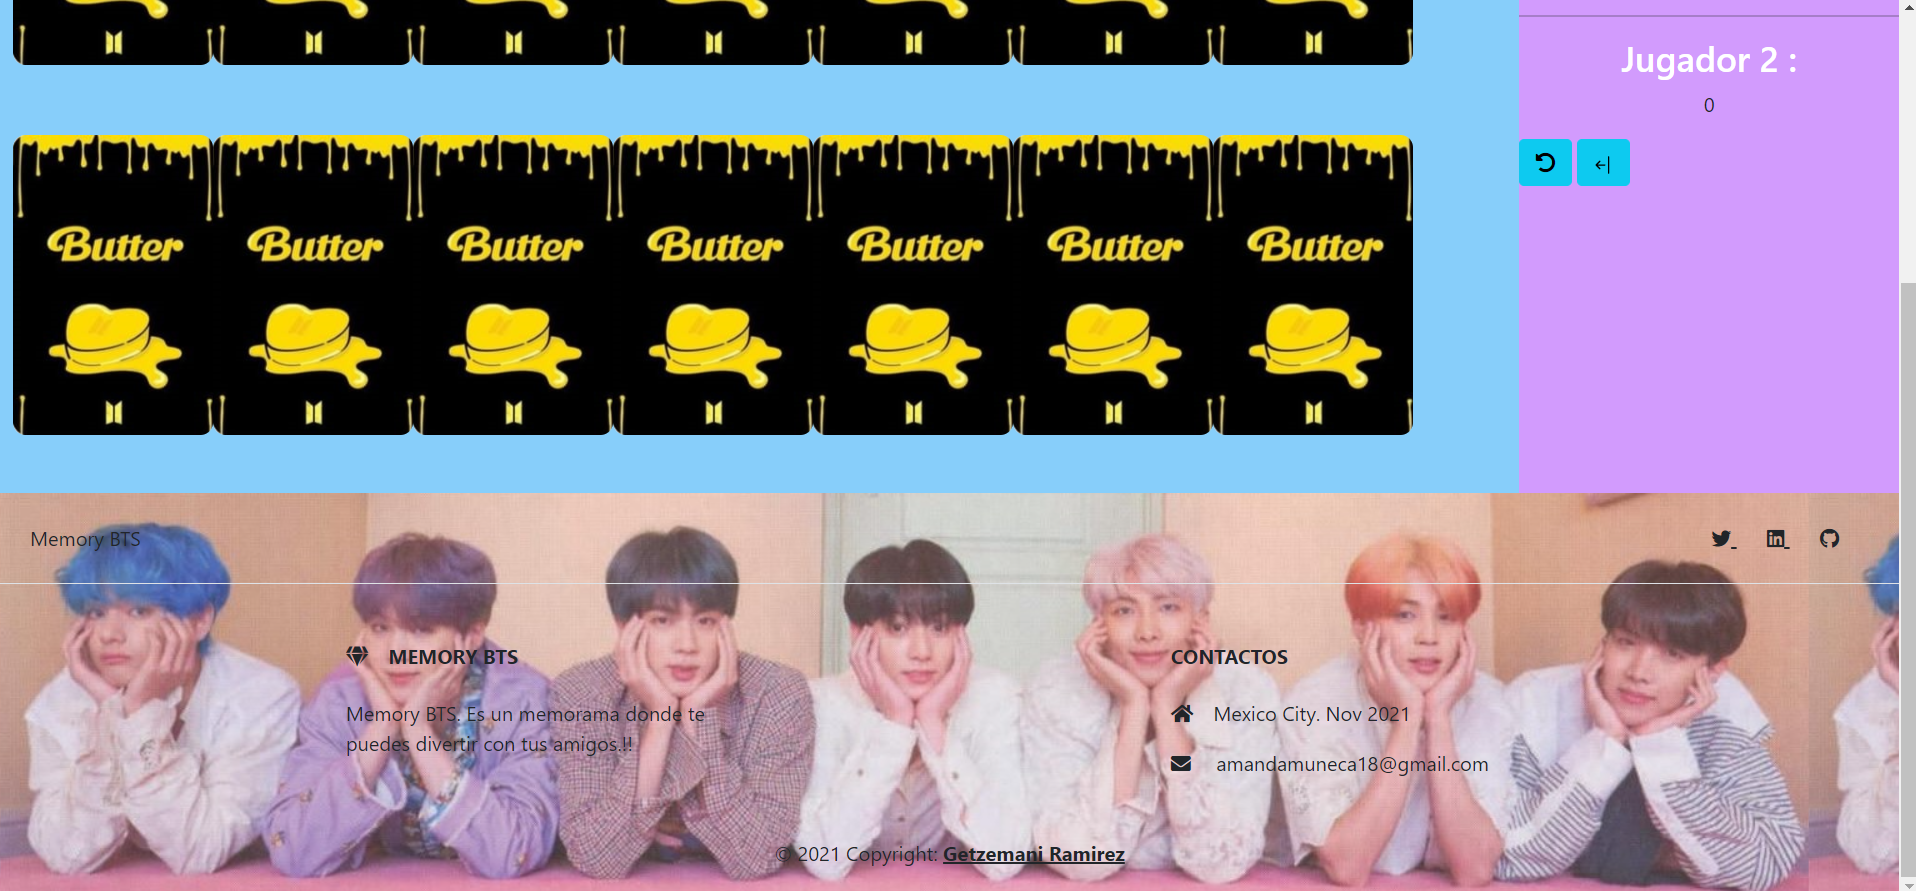 Jugador 2 :
0
Butter Butter Butter Butter Butter Butter Butter
Memory BTS
MEMORY BTS
Memory BTS. Es un memorama donde te
puedes divertir con tus amigos.!!
CONTACTOS
Mexico City. Nov 2021
amandamuneca18@gmail.com
© 2021 Copyright: Getzemani Ramirez